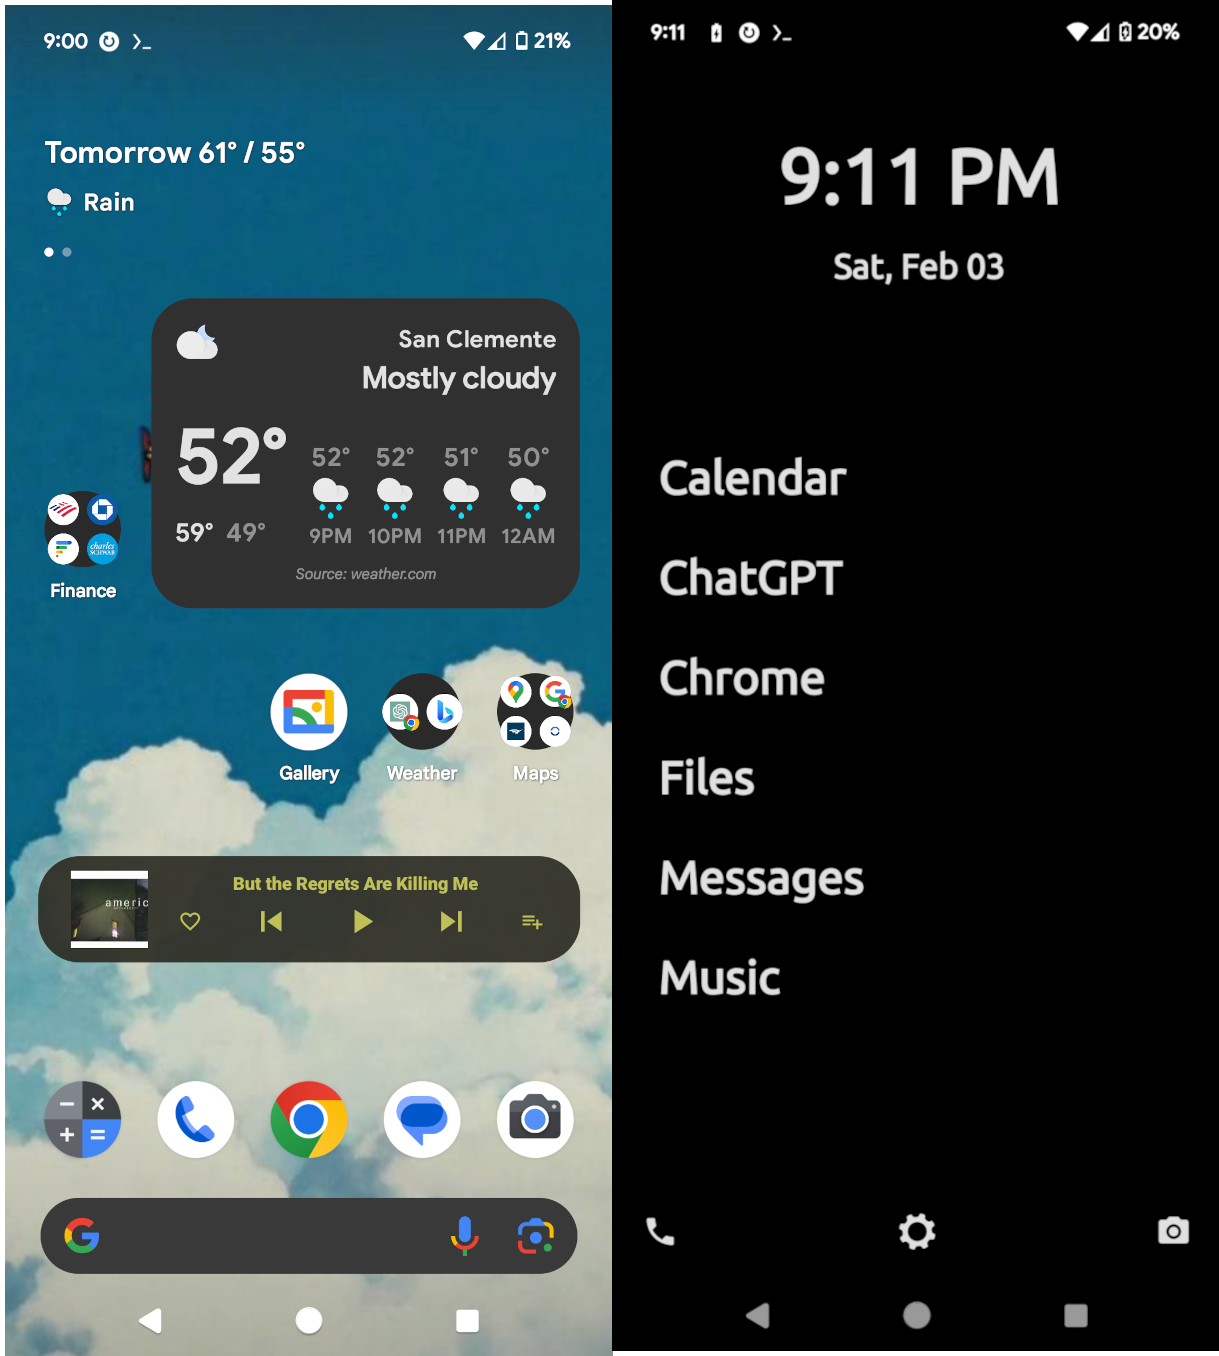 9:00
21%
Tomorrow 61° / 55°
Rain
San Clemente
Mostly cloudy
52°
52° 52° 51° 50°
59° 49°
9PM 10PM 11PM 12AM
Source: weather.com
charles
SCHWAB
Finance
Gallery Weather Maps
americ
But the Regrets Are Killing Me
9:11
20%
9:11 PM
Sat, Feb 03
Calendar
ChatGPT
Chrome
Files
Messages
Music